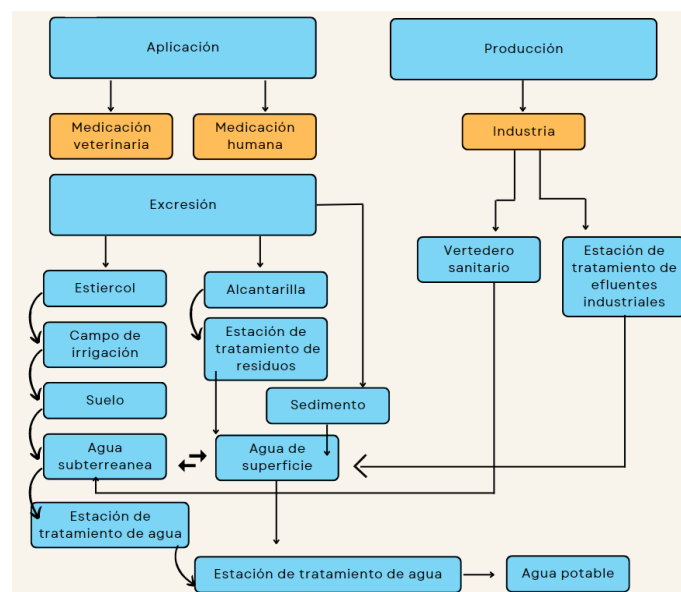 Aplicación
Producción
Medicación
veterinaria
Medicación
humana
Industria
Excresión
Vertedero
sanitario
Estación de
tratamiento de
efluentes
industriales
Estiercol
Alcantarilla
Campo de
irrigación
Estación de
tratamiento de
residuos
Suelo
Sedimento
Agua
subterreanea
Agua de
superficie
Estación de
tratamiento de agua
Estación de tratamiento de agua
Agua potable